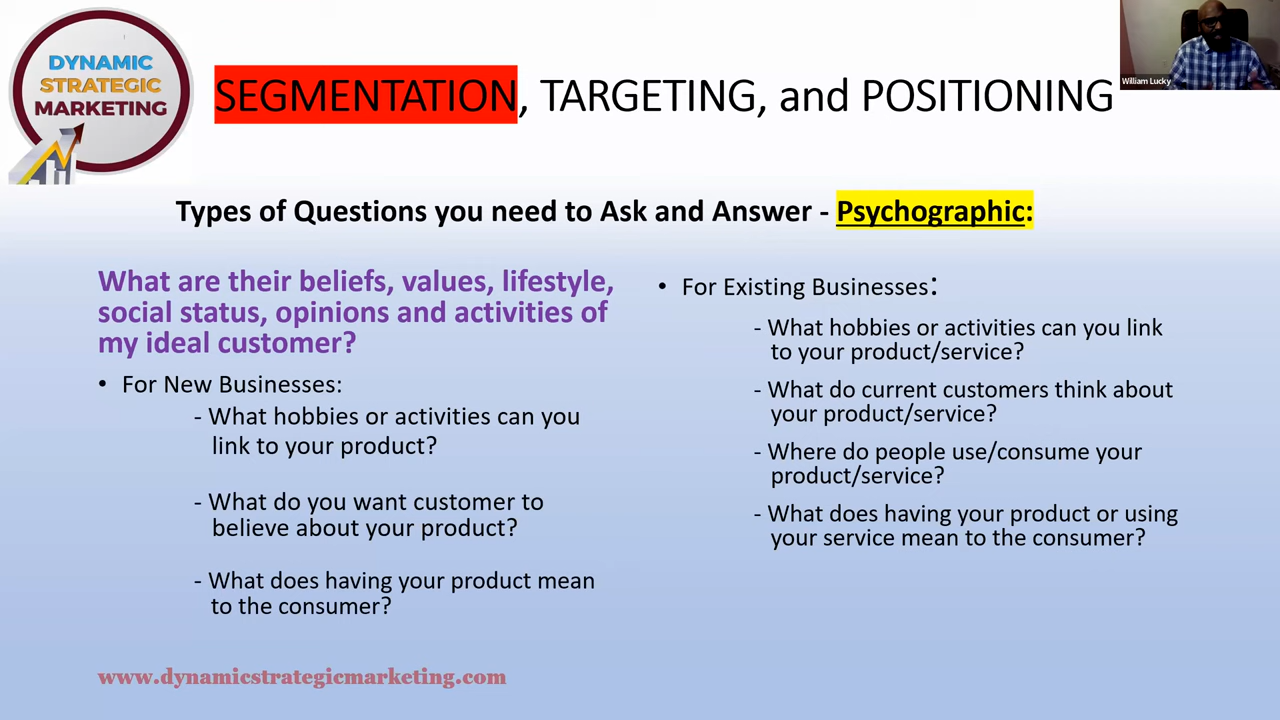 DYNAMIC
STRATEGIC
MARKETING
SEGMENTATION, TARGETING, and POSITIONING
William Lucky
Types of Questions you need to Ask and Answer - Psychographic:
What are their beliefs, values, lifestyle,
social status, opinions and activities of
my ideal customer?
• For New Businesses:
- What hobbies or activities can you
link to your product?
- What do you want customer to
believe about your product?
- What does having your product mean
to the consumer?
• For Existing Businesses:
- What hobbies or activities can you link
to your product/service?
- What do current customers think about
your product/service?
- Where do people use/consume your
product/service?
- What does having your product or using
your service mean to the consumer?
www.dynamicstrategicmarketing.com